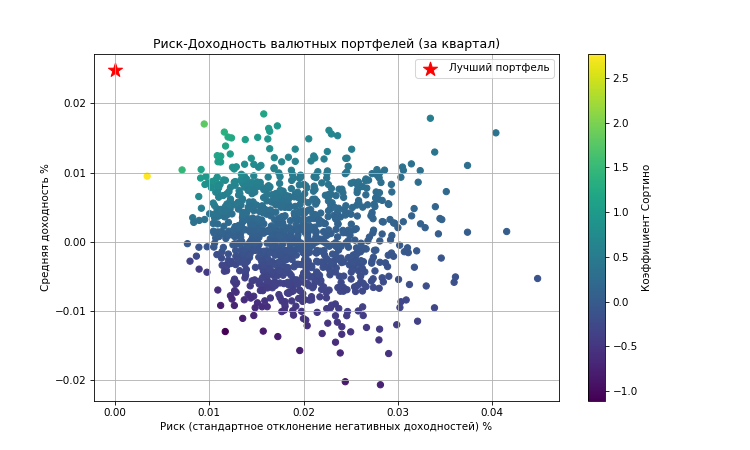 Риск-Доходность валютных портфелей (за квартал)
Лучший портфель
Средняя доходность %
0.02
0.01
0.00
−0.01
−0.02
0.00 0.01 0.02 0.03 0.04
Риск (стандартное отклонение негативных доходностей) %
2.5
2.0
1.5
1.0
0.5
0.0
−0.5
−1.0
Коэффициент Сортино